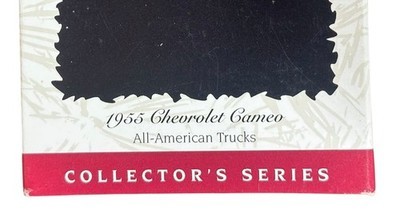 1955 Chevrolet Cameo
All-American Trucks
COLLECTOR'S SERIES